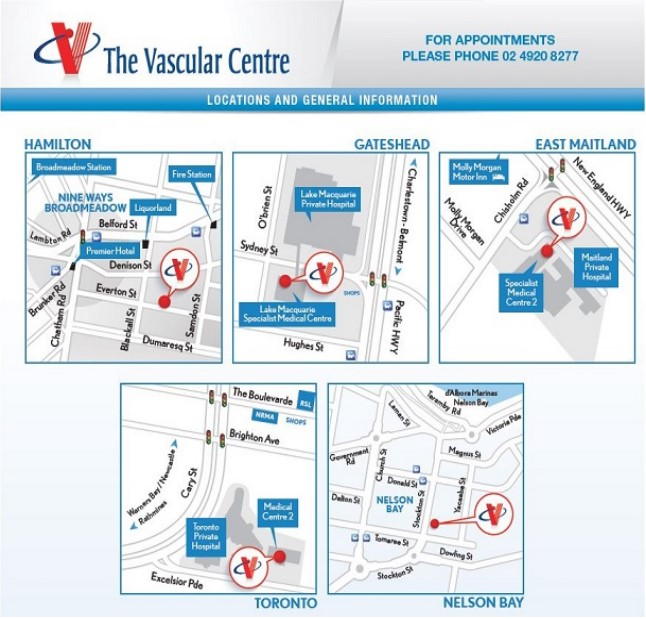 The Vascular Centre
FOR APPOINTMENTS
PLEASE PHONE 02 4920 8277
LOCATIONS AND GENERAL INFORMATION
HAMILTON
Broadmeadow Station
Fire Station
NINE WAYS
BROADMEADOW
Liquorland
Belford St
Lambton Rd
Premier Hotel
Denison St
Brunker Rd
Everton St
Chatham Rd
Blackall St
Samdon St
Dumaresq St
GATESHEAD
O'brien St
Lake Macquarie
Private Hospital
Charlestown - Belmont
Sydney St
SHOPS
Lake Macquarie
Specialist Medical Centre
Pacific HWY
Hughes St
EAST MAITLAND
Molly Morgan
Motor Inn
New England HWY
Chisholm Rd
Molly Morgan
Drive
Specialist
Medical
Centre 2
Maitland
Private
Hospital
The Boulevarde
RSL
NRMA
SHOPS
Brighton Ave
Warners Bay / Newcastle
Rathmines
Cary St
Toronto
Private
Hospital
Medical
Centre 2
Excelsior Pde
TORONTO
d'Albora Marinas
Nelson Bay
Teramby Rd
Laman St
Victoria Pde
Government
Rd
Church St
Magnus St
Donald St
Dalton St
NELSON
BAY
Stockton St
Yacaaba St
Tomaree St
Dowling St
Stockton St
NELSON BAY